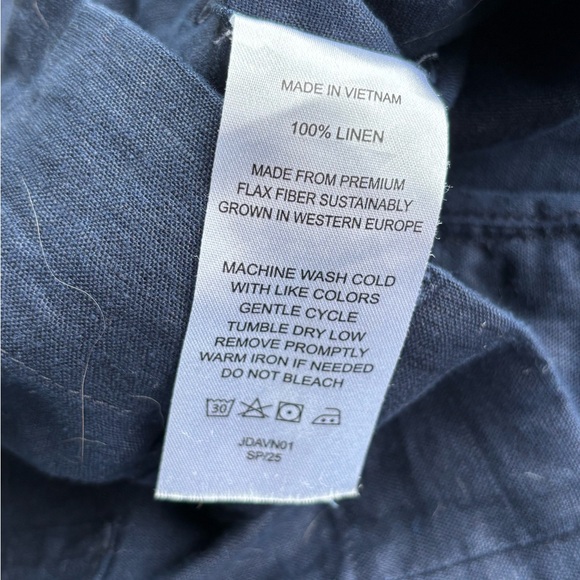 MADE IN VIETNAM
100% LINEN
MADE FROM PREMIUM
FLAX FIBER SUSTAINABLY
GROWN IN WESTERN EUROPE
MACHINE WASH COLD
WITH LIKE COLORS
GENTLE CYCLE
TUMBLE DRY LOW
REMOVE PROMPTLY
WARM IRON IF NEEDED
DO NOT BLEACH
30
JDAVN01
SP/25